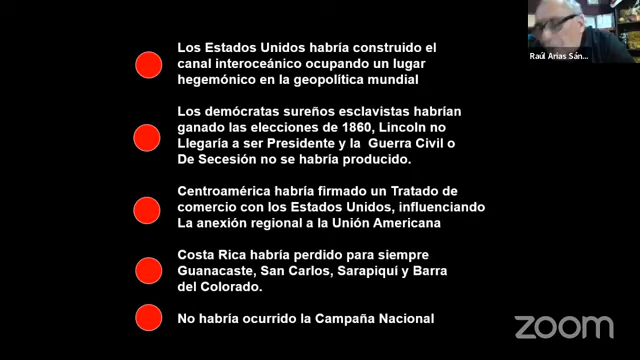 Raúl Arias Sán...
Los Estados Unidos habría construido el
canal interoceánico ocupando un lugar
hegemónico en la geopolítica mundial
Los demócratas sureños esclavistas habrían
ganado las elecciones de 1860, Lincoln no
Llegaría a ser Presidente y la Guerra Civil o
De Secesión no se habría producido.
Centroamérica habría firmado un Tratado de
comercio con los Estados Unidos, influenciando
La anexión regional a la Unión Americana
Costa Rica habría perdido para siempre
Guanacaste, San Carlos, Sarapiquí y Barra
del Colorado.
No habría ocurrido la Campaña Nacional
zoom